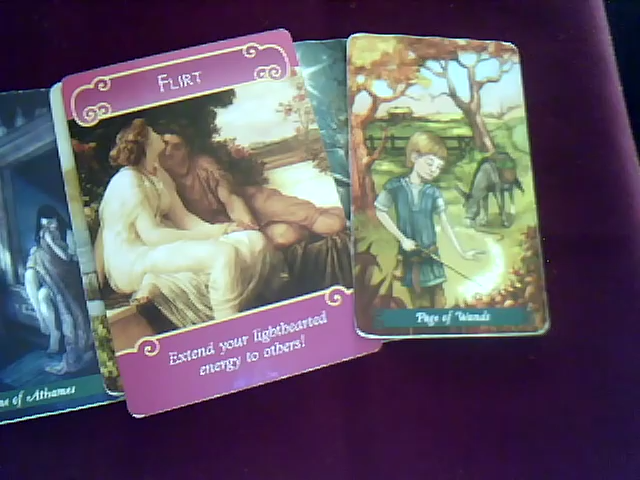 FLIRT
Extend your lighthearted
energy to others!
Page of Wands
of Athames